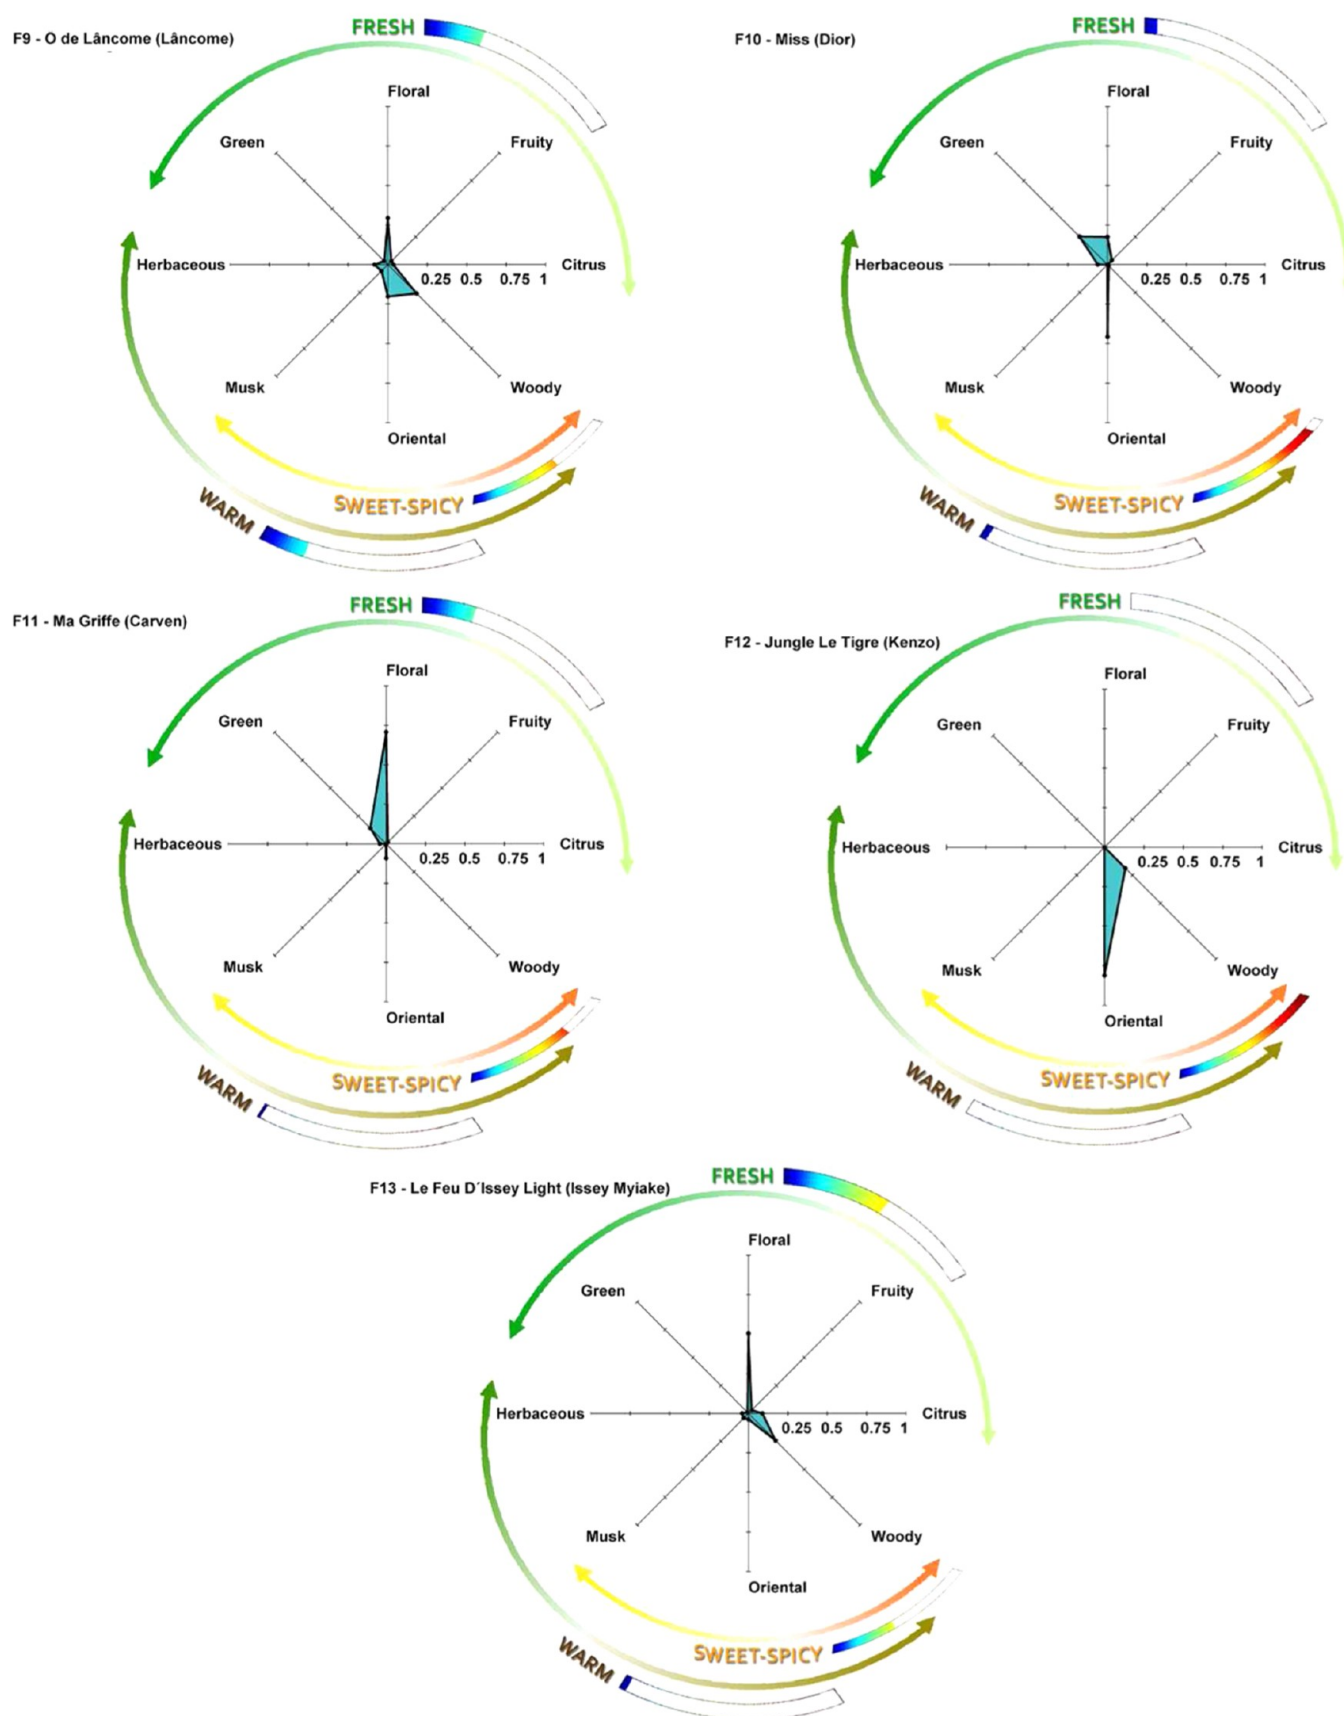 F9 - O de Lâncome (Lâncome)
FRESH
Floral
Green
Fruity
Herbaceous
Citrus
0.25 0.5 0.75 1
Musk
Woody
Oriental
SWEET-SPICY
WARM
F10 - Miss (Dior)
FRESH
Floral
Green
Fruity
Herbaceous
Citrus
0.25 0.5 0.75 1
Musk
Woody
Oriental
SWEET-SPICY
WARM
F11 - Ma Griffe (Carven)
FRESH
Floral
Green
Fruity
Herbaceous
Citrus
0.25 0.5 0.75 1
Musk
Woody
Oriental
SWEET-SPICY
WARM
F12 - Jungle Le Tigre (Kenzo)
FRESH
Floral
Green
Fruity
Herbaceous
Citrus
0.25 0.5 0.75 1
Musk
Woody
Oriental
SWEET-SPICY
WARM
F13 - Le Feu D´Issey Light (Issey Myiake)
FRESH
Floral
Green
Fruity
Herbaceous
Citrus
0.25 0.5 0.75 1
Musk
Woody
Oriental
SWEET-SPICY
WARM